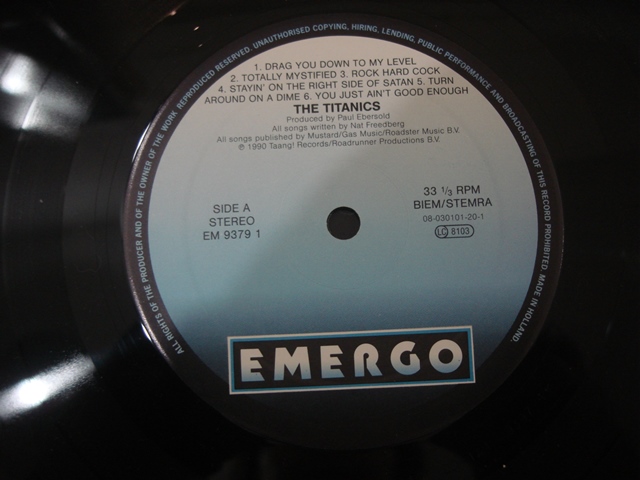 ALL RIGHTS OF THE PRODUCER AND OF THE OWNER OF THE WORK REPRODUCED RESERVED. UNAUTHORISED COPYING, HIRING, LENDING, PUBLIC PERFORMANCE AND BROADCASTING OF THIS RECORD PROHIBITED. MADE IN HOLLAND.
1. DRAG YOU DOWN TO MY LEVEL
2. TOTALLY MYSTIFIED 3. ROCK HARD COCK
4. STAYIN' ON THE RIGHT SIDE OF SATAN 5. TURN
AROUND ON A DIME 6. YOU JUST AIN'T GOOD ENOUGH
THE TITANICS
Produced by Paul Ebersold
All songs written by Nat Freedberg
All songs published by Mustard/Gas Music/Roadster Music B.V.
℗ 1990 Taang! Records/Roadrunner Productions B.V.
SIDE A
STEREO
EM 9379 1
33 1/3 RPM
BIEM/STEMRA
08-030101-20-1
LC 8103
EMERGO